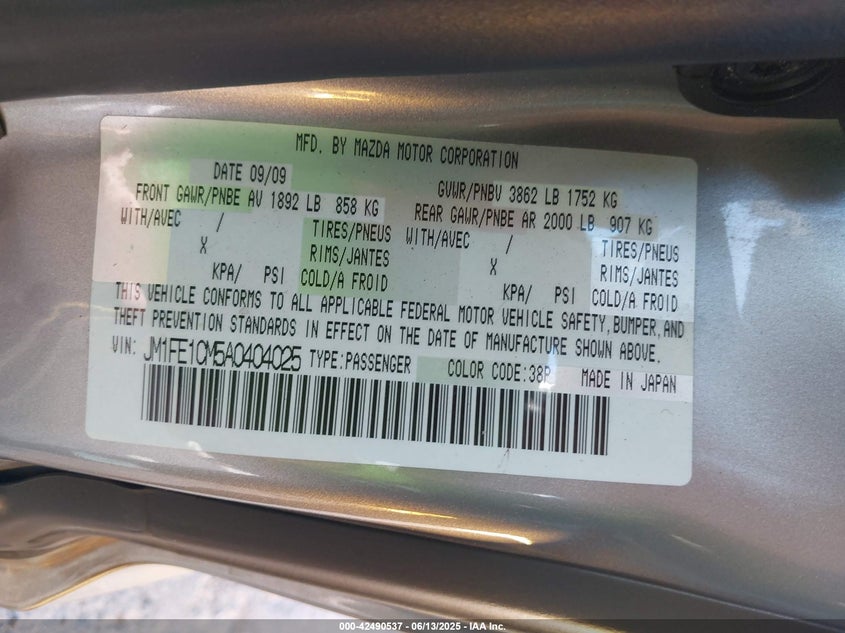 MFD. BY MAZDA MOTOR CORPORATION
DATE 09/09
GVWR/PNBV 3862 LB 1752 KG
FRONT GAWR/PNBE AV 1892 LB 858 KG
REAR GAWR/PNBE AR 2000 LB 907 KG
WITH/AVEC / TIRES/PNEUS
WITH/AVEC / TIRES/PNEUS
X RIMS/JANTES
X RIMS/JANTES
KPA/ PSI COLD/A FROID
KPA/ PSI COLD/A FROID
THIS VEHICLE CONFORMS TO ALL APPLICABLE FEDERAL MOTOR VEHICLE SAFETY, BUMPER, AND
THEFT PREVENTION STANDARDS IN EFFECT ON THE DATE OF MANUFACTURE SHOWN ABOVE.
VIN: JM1FE1CM5A0404025 TYPE:PASSENGER COLOR CODE:38P MADE IN JAPAN
000-42490537 - 06/13/2025 - IAA Inc.